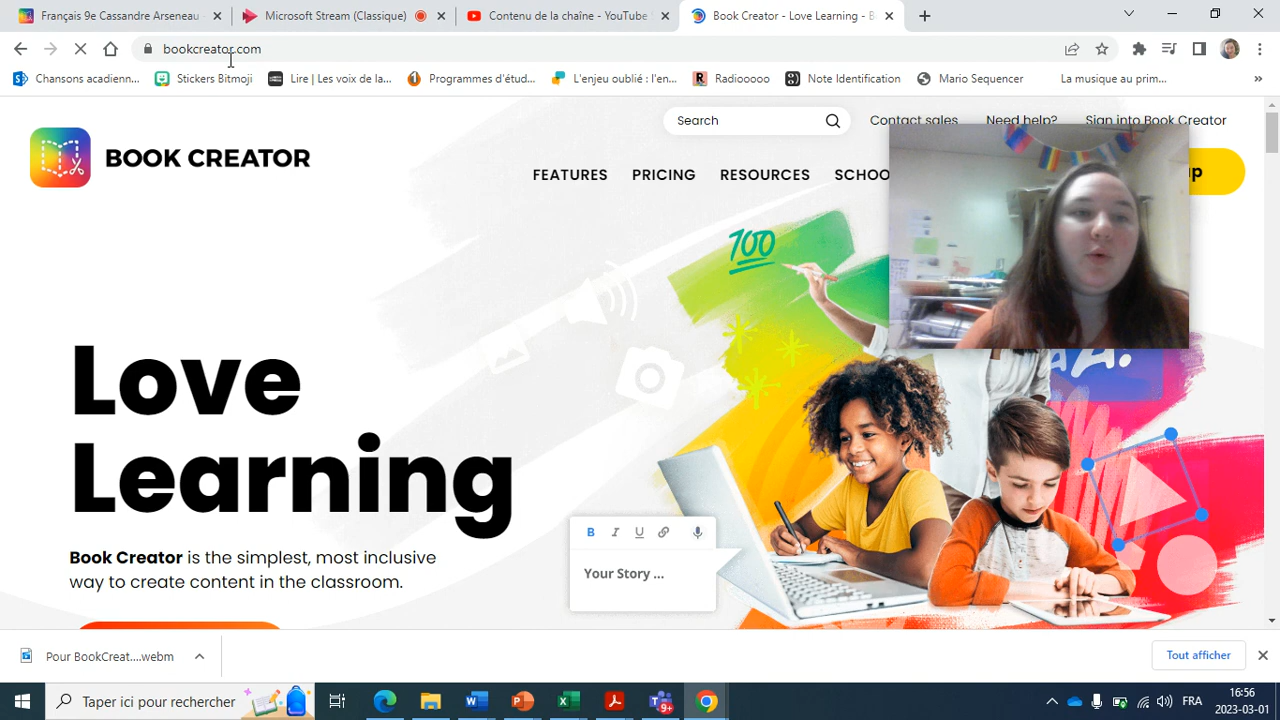 Français 9e Cassandre Arseneau -
Microsoft Stream (Classique)
Contenu de la chaîne - YouTube
Book Creator - Love Learning - B
bookcreator.com
Chansons acadienn...
Stickers Bitmoji
Lire | Les voix de la...
Programmes d'étud...
L'enjeu oublié : l'en...
Radiooooo
Note Identification
Mario Sequencer
La musique au prim...
»
Search
Contact sales
Need help?
Sign into Book Creator
BOOK CREATOR
FEATURES
PRICING
RESOURCES
SCHOO
up
100
AA!
Love
Learning
Book Creator is the simplest, most inclusive
way to create content in the classroom.
B I U
Your Story ...
Pour BookCreat....webm
Tout afficher
Taper ici pour rechercher
9+
FRA
16:56
2023-03-01